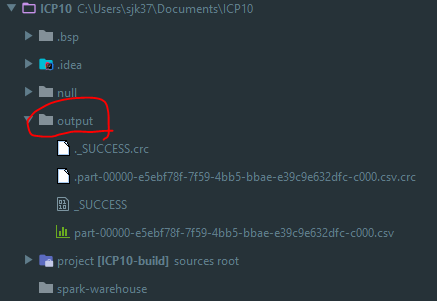 ICP10 C:\Users\sjk37\Documents\ICP10
.bsp
.idea
null
output
._SUCCESS.crc
.part-00000-e5ebf78f-7f59-4bb5-bbae-e39c9e632dfc-c000.csv.crc
_SUCCESS
part-00000-e5ebf78f-7f59-4bb5-bbae-e39c9e632dfc-c000.csv
project [ICP10-build] sources root
spark-warehouse